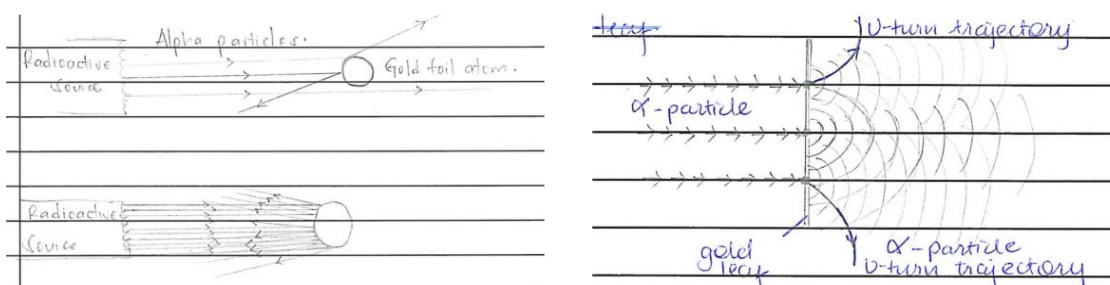 Alpha particles.
Radioactive
Source
Gold foil atom.
Radioactive
Source
leaf
U-turn trajectory
α-particle
gold
leaf
α-particle
U-turn trajectory